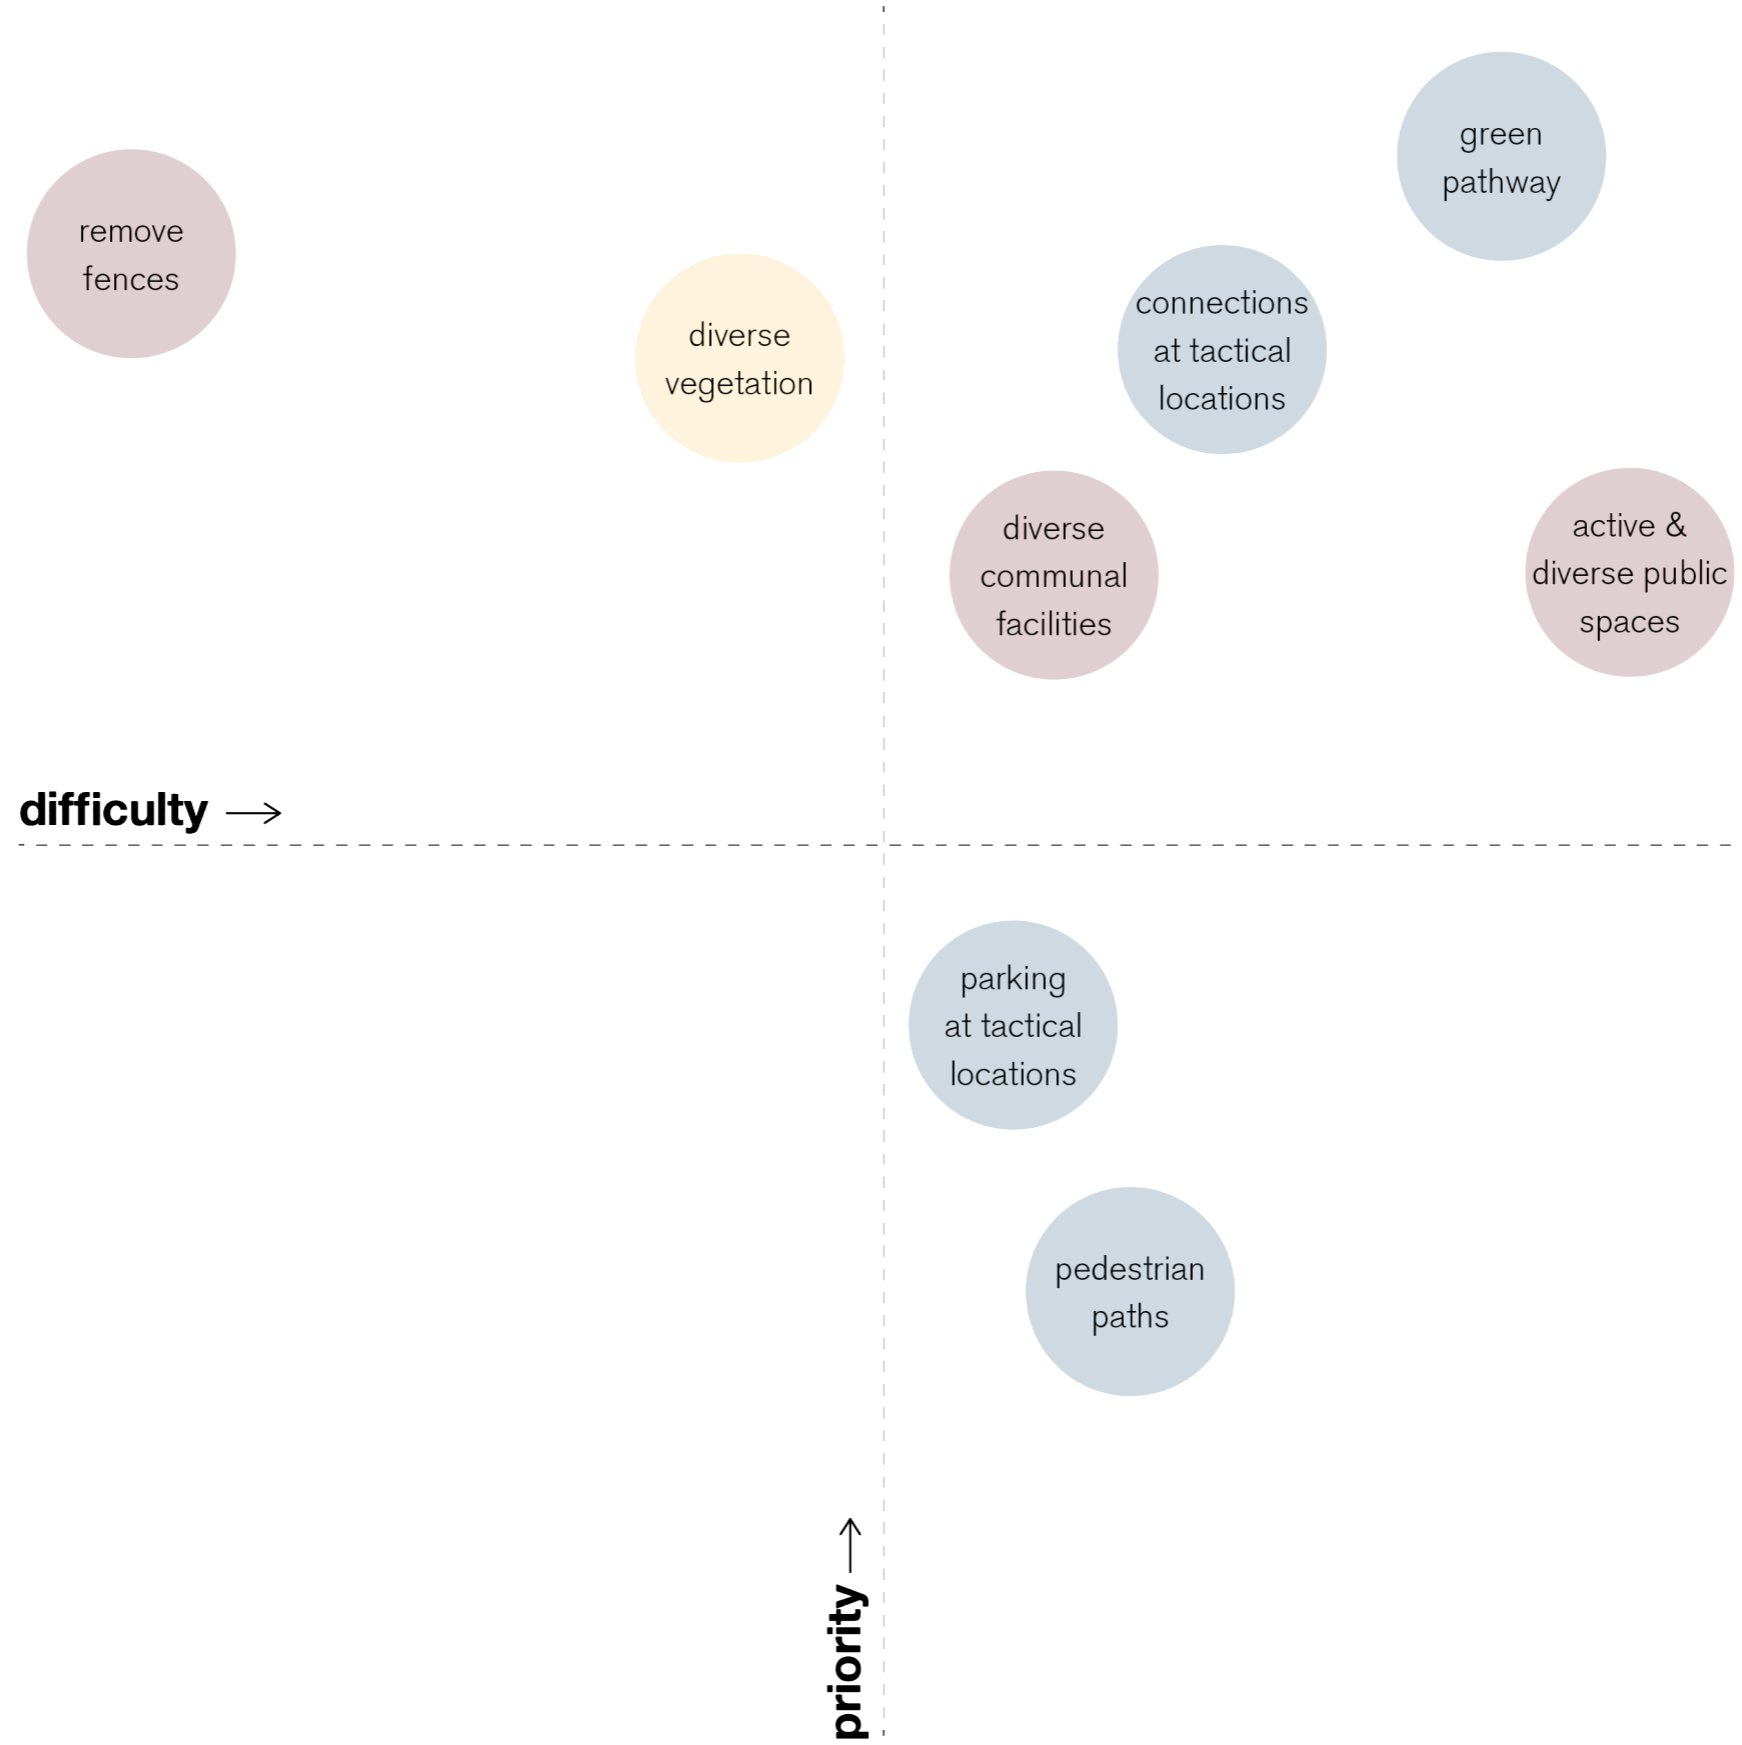 green
pathway
remove
fences
connections
at tactical
locations
diverse
vegetation
diverse
communal
facilities
active &
diverse public
spaces
difficulty
parking
at tactical
locations
pedestrian
paths
priority